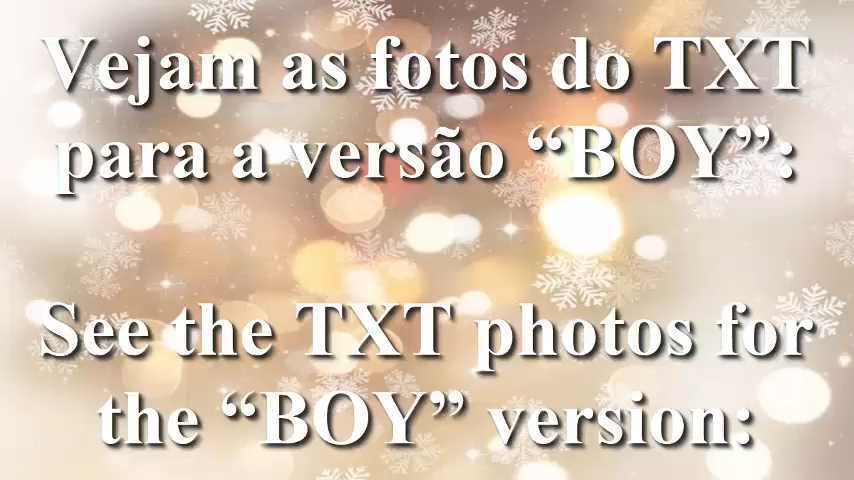 Vejam as fotos do TXT
para a versão “BOY”:
See the TXT photos for
the “BOY” version: